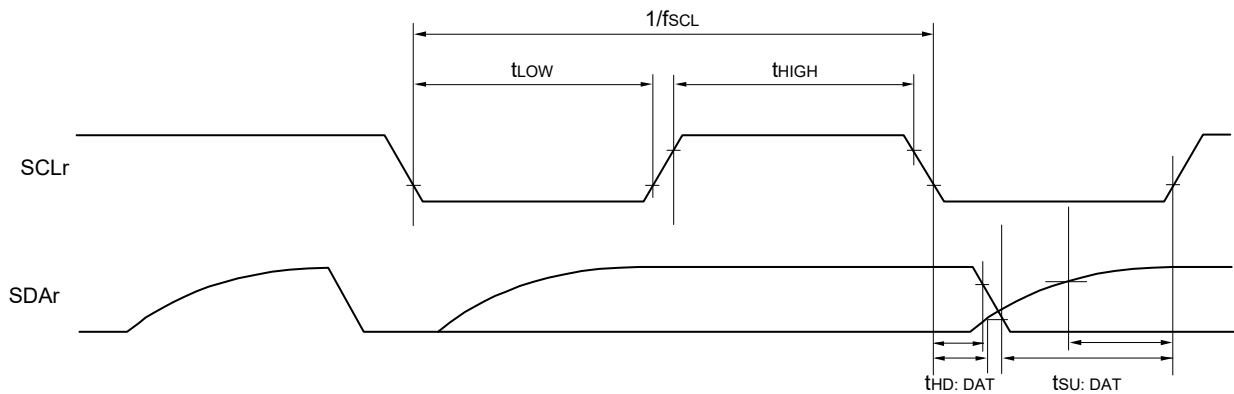 1/fSCL
tLOW
tHIGH
SCLr
SDAr
tHD: DAT
tSU: DAT